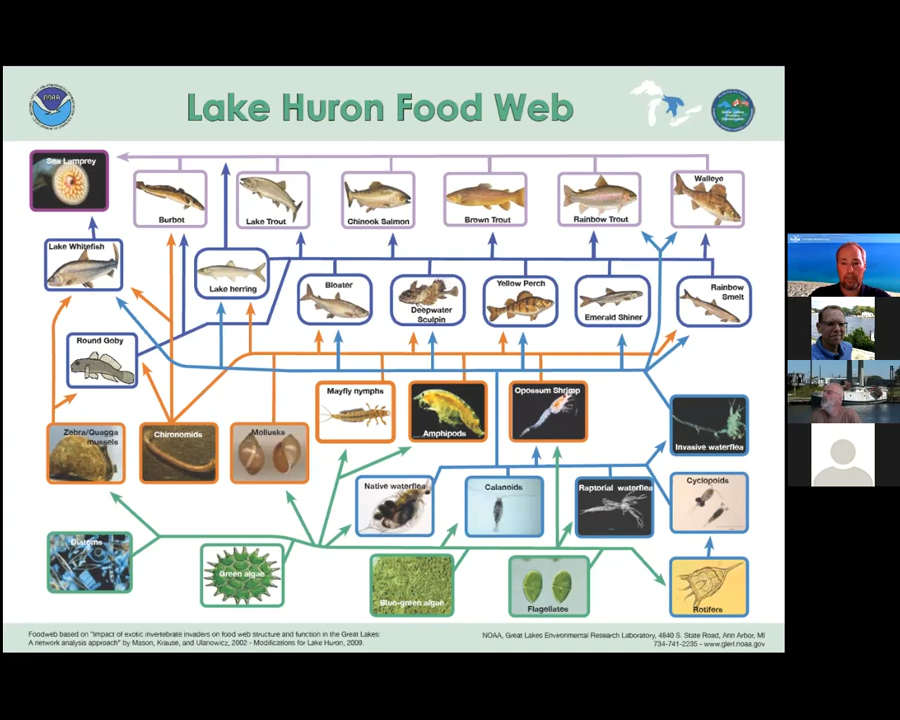 NOAA
Lake Huron Food Web
Sea Lamprey
Burbot
Lake Trout
Chinook Salmon
Brown Trout
Rainbow Trout
Walleye
Lake Whitefish
Lake herring
Bloater
Deepwater
Sculpin
Yellow Perch
Emerald Shiner
Rainbow
Smelt
Round Goby
Mayfly nymphs
Amphipods
Opossum Shrimp
Zebra/Quagga
mussels
Chironomids
Mollusks
Invasive waterflea
Native waterflea
Calanoids
Raptorial waterflea
Cyclopoids
Diatoms
Green algae
Blue-green algae
Flagellates
Rotifers
Foodweb based on "Impact of exotic invertebrate invaders on food web structure and function in the Great Lakes:
A network analysis approach" by Mason, Krause, and Ulanowicz, 2002 - Modifications for Lake Huron, 2009.
NOAA, Great Lakes Environmental Research Laboratory, 4840 S. State Road, Ann Arbor, MI
734-741-2235 - www.glerl.noaa.gov